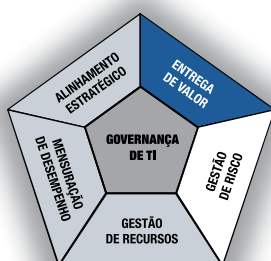 ALINHAMENTO
ESTRATÉGICO
ENTREGA
DE VALOR
GOVERNANÇA
DE TI
MENSURAÇÃO
DE DESEMPENHO
GESTÃO
DE RISCO
GESTÃO
DE RECURSOS